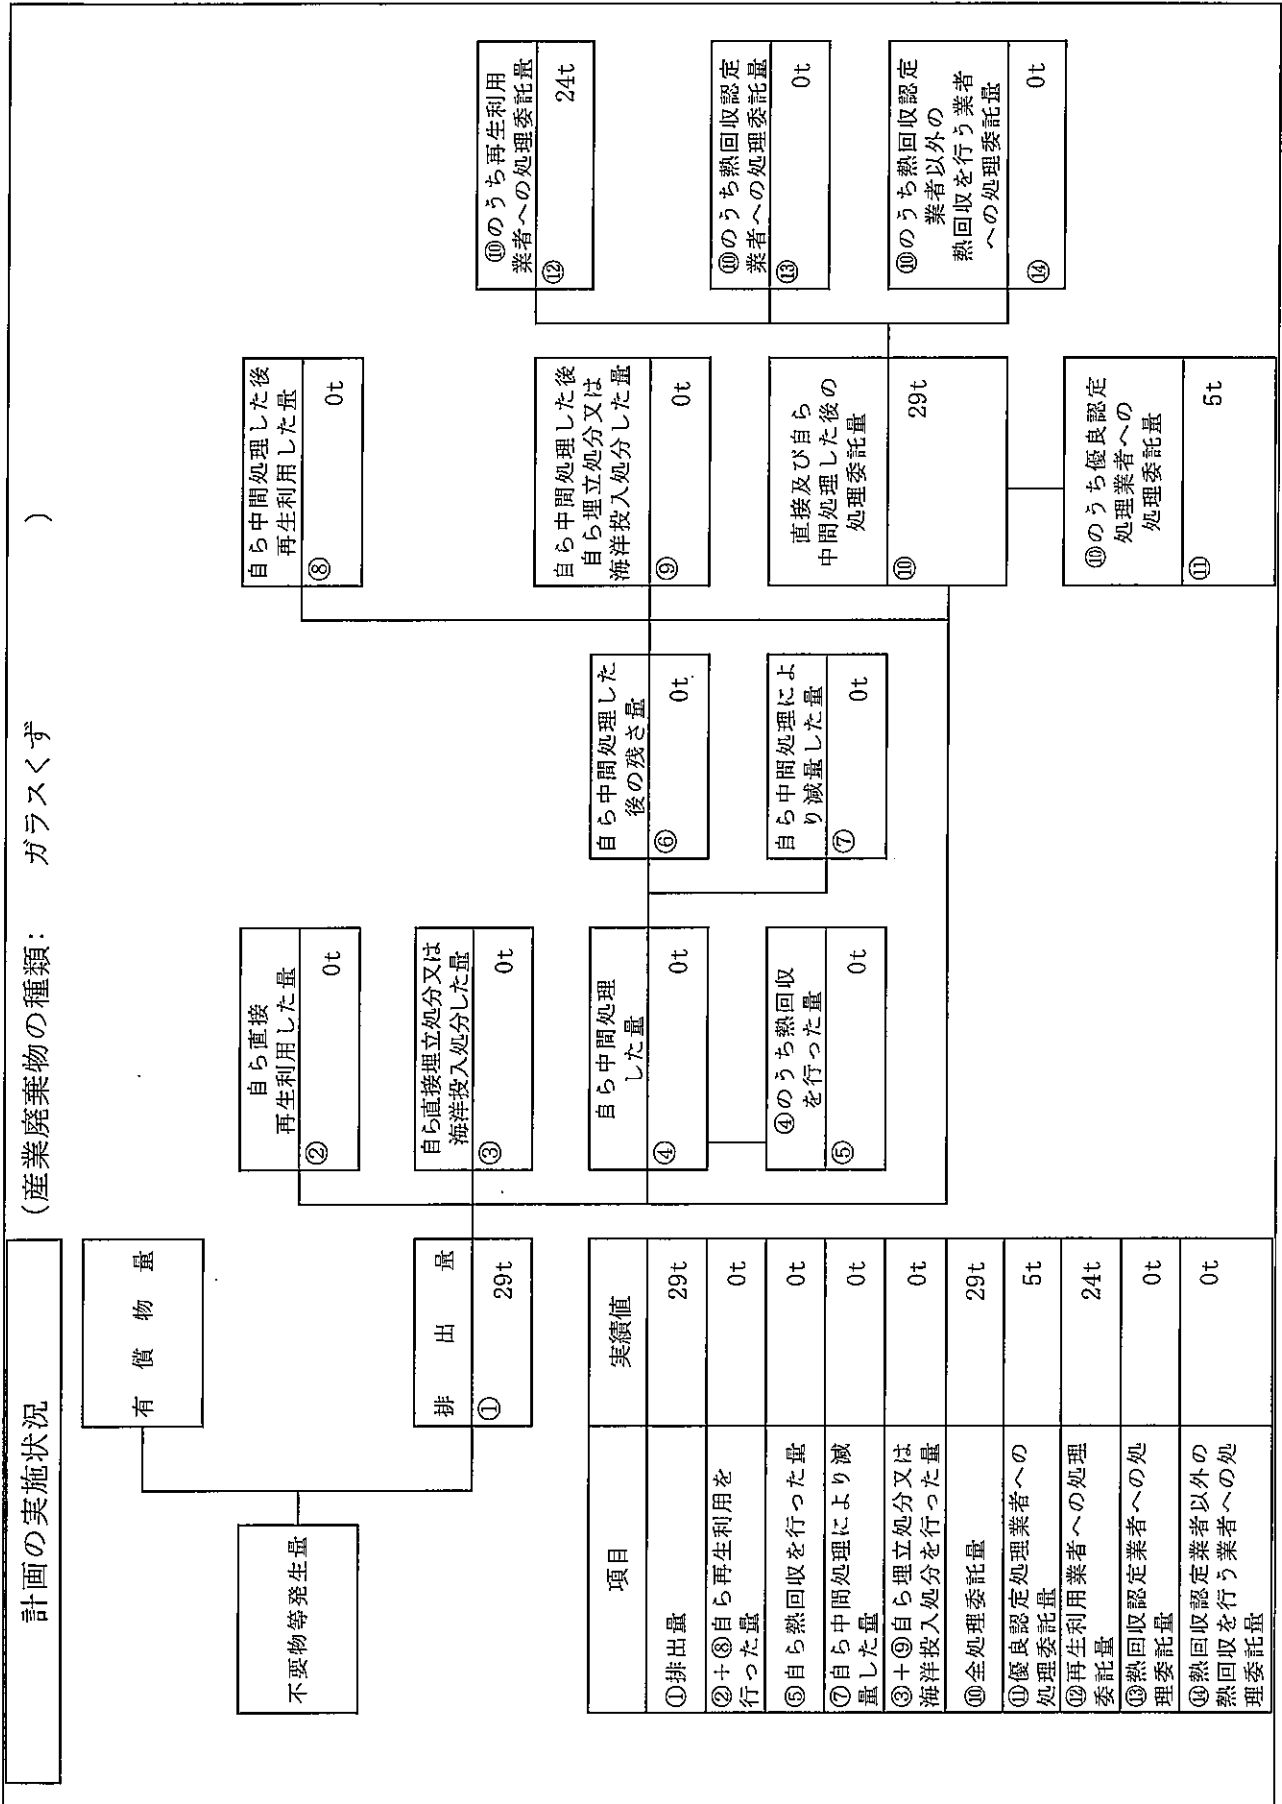 計画の実施状況
(産業廃棄物の種類: ガラスくず )
有償物量
不要物等発生量
排出量
① 29t
自ら直接
再生利用した量
② 0t
自ら直接埋立処分又は
海洋投入処分した量
③ 0t
自ら中間処理
した量
④ 0t
④のうち熱回収
を行った量
⑤ 0t
自ら中間処理した
後の残さ量
⑥ 0t
自ら中間処理によ
り減量した量
⑦ 0t
自ら中間処理した後
再生利用した量
⑧ 0t
自ら中間処理した後
自ら埋立処分又は
海洋投入処分した量
⑨ 0t
直接及び自ら
中間処理した後の
処理委託量
⑩ 29t
⑩のうち優良認定
処理業者への
処理委託量
⑪ 5t
⑩のうち再生利用
業者への処理委託量
⑫ 24t
⑩のうち熱回収認定
業者への処理委託量
⑬ 0t
⑩のうち熱回収認定
業者以外の
熱回収を行う業者
への処理委託量
⑭ 0t
項目 実績値
①排出量 29t
②+⑧自ら再生利用を
行った量 0t
⑤自ら熱回収を行った量 0t
⑦自ら中間処理により減
量した量 0t
③+⑨自ら埋立処分又は
海洋投入処分を行った量 0t
⑩全処理委託量 29t
⑪優良認定処理業者への
処理委託量 5t
⑫再生利用業者への処理
委託量 24t
⑬熱回収認定業者への処
理委託量 0t
⑭熱回収認定業者以外の
熱回収を行う業者への処
理委託量 0t